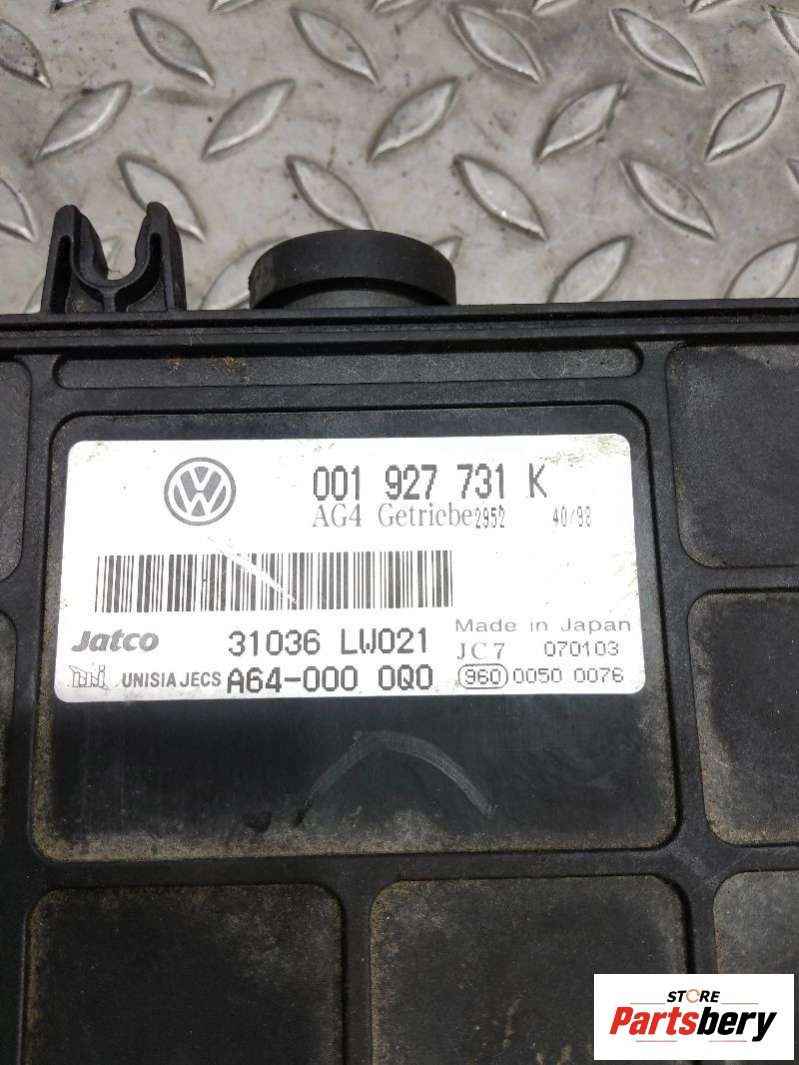 001 927 731 K
AG4 Getriebe 2952 40/98
Jatco 31036 LW021 Made in Japan
JC7 070103
UNISIA JECS A64-000 0Q0 960 0050 0076
STORE
Partsbery